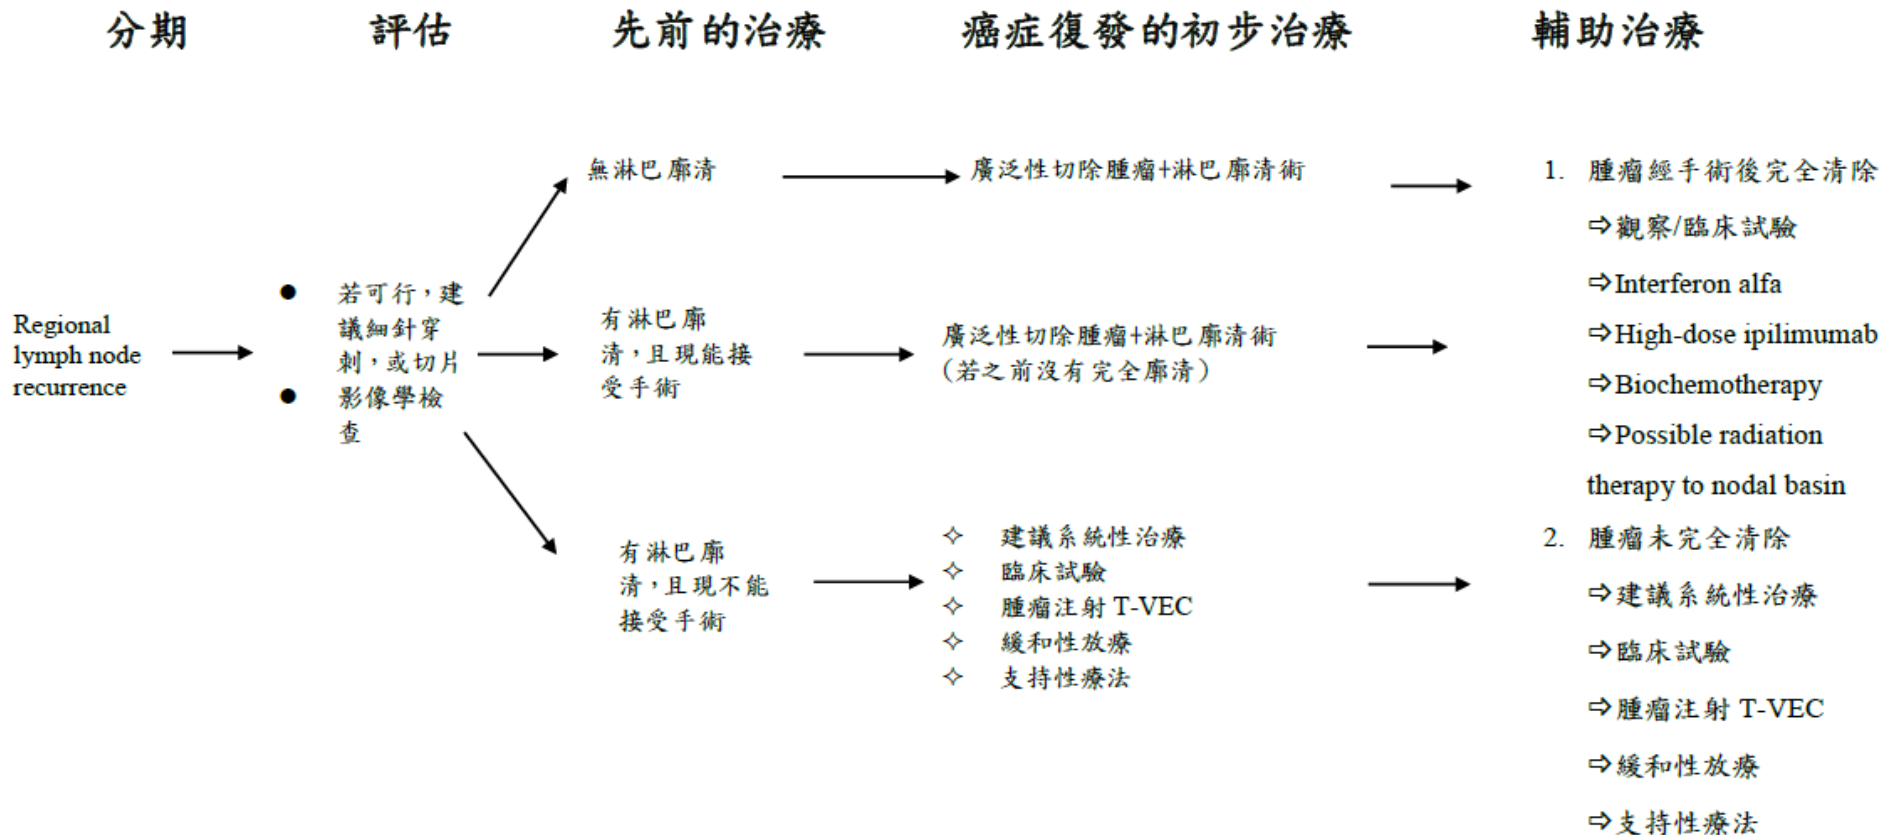 分期
評估
先前的治療
癌症復發的初步治療
輔助治療
Regional
lymph node
recurrence
● 若可行，建
議細針穿
刺，或切片
● 影像學檢
查
無淋巴廓清
廣泛性切除腫瘤+淋巴廓清術
有淋巴廓
清，且現能接
受手術
廣泛性切除腫瘤+淋巴廓清術
(若之前沒有完全廓清)
有淋巴廓
清，且現不能
接受手術
✧ 建議系統性治療
✧ 臨床試驗
✧ 腫瘤注射 T-VEC
✧ 緩和性放療
✧ 支持性療法
1. 腫瘤經手術後完全清除
⇨觀察/臨床試驗
⇨Interferon alfa
⇨High-dose ipilimumab
⇨Biochemotherapy
⇨Possible radiation
therapy to nodal basin
2. 腫瘤未完全清除
⇨建議系統性治療
⇨臨床試驗
⇨腫瘤注射 T-VEC
⇨緩和性放療
⇨支持性療法